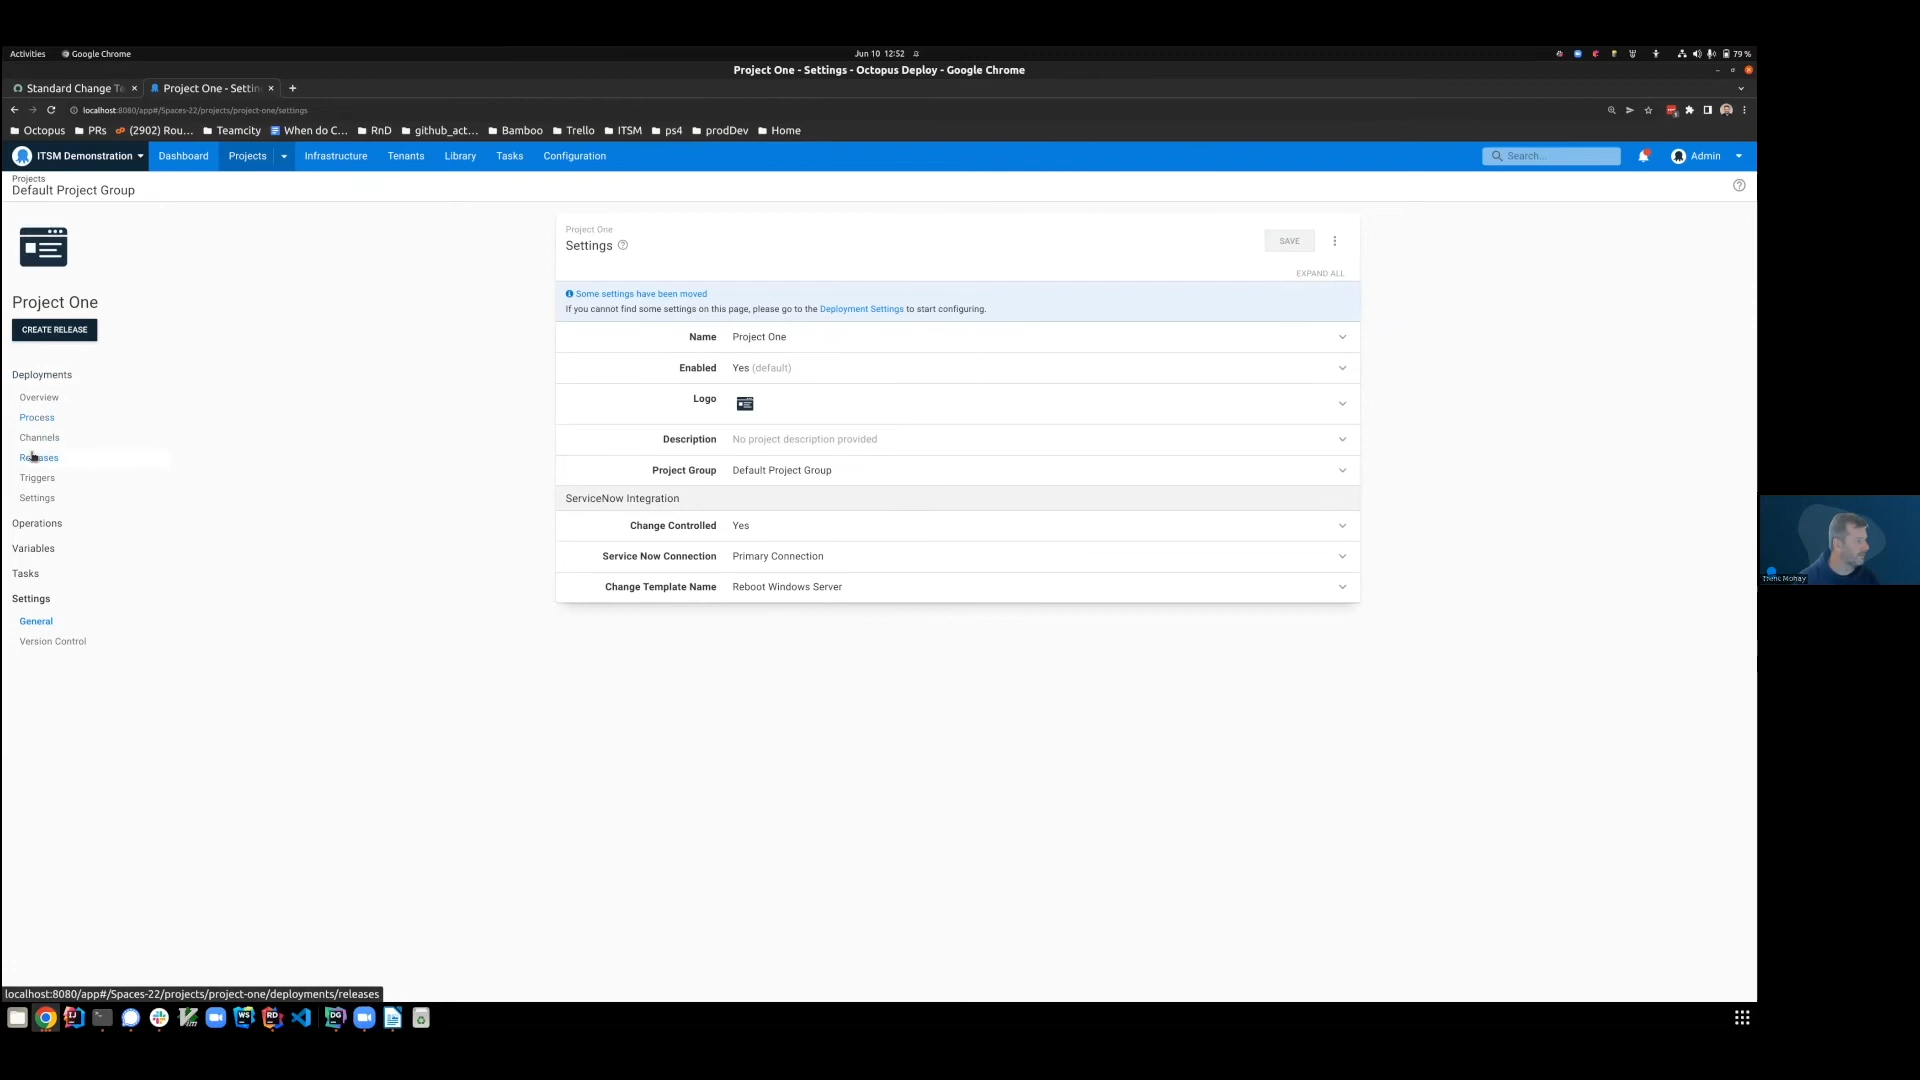 Activities Google Chrome Jun 10 12:52 79 %
Project One - Settings - Octopus Deploy - Google Chrome
Standard Change Te Project One - Settin
localhost:8080/app#/Spaces-22/projects/project-one/settings
Octopus PRs (2902) Rou... Teamcity When do C... RnD github_act... Bamboo Trello ITSM ps4 prodDev Home
ITSM Demonstration Dashboard Projects Infrastructure Tenants Library Tasks Configuration Search... Admin
Projects
Default Project Group
Project One
CREATE RELEASE
Deployments
Overview
Process
Channels
Releases
Triggers
Settings
Operations
Variables
Tasks
Settings
General
Version Control
Project One
Settings
SAVE
EXPAND ALL
Some settings have been moved
If you cannot find some settings on this page, please go to the Deployment Settings to start configuring.
Name Project One
Enabled Yes (default)
Logo
Description No project description provided
Project Group Default Project Group
ServiceNow Integration
Change Controlled Yes
Service Now Connection Primary Connection
Change Template Name Reboot Windows Server
Mohay
localhost:8080/app#/Spaces-22/projects/project-one/deployments/releases